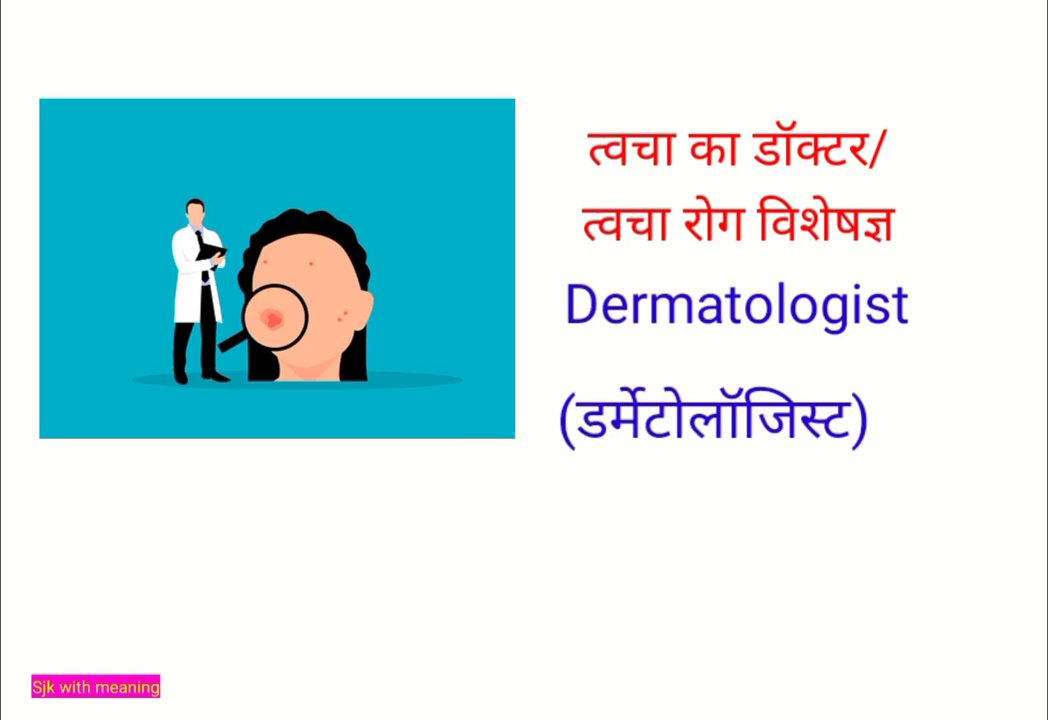 त्वचा का डॉक्टर/
त्वचा रोग विशेषज्ञ
Dermatologist
(डर्मेटोलॉजिस्ट)
Sjk with meaning